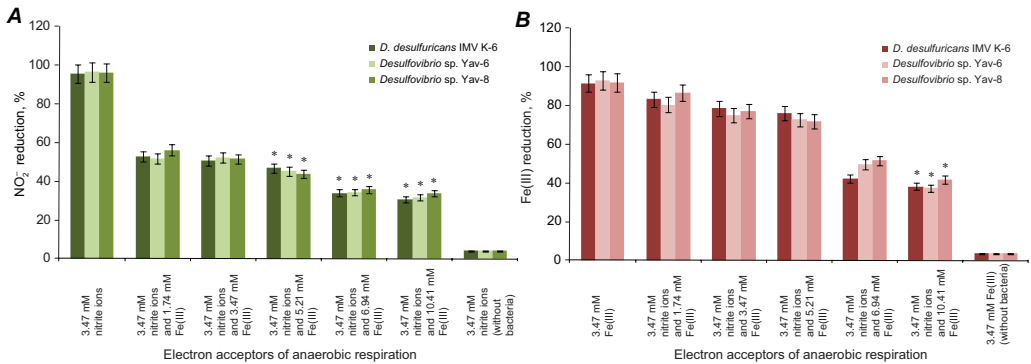 A
120
100
80
60
40
20
0
NO2− reduction, %
D. desulfuricans IMV K-6
Desulfovibrio sp. Yav-6
Desulfovibrio sp. Yav-8
* * *
* * *
* * *
3.47 mM
nitrite ions
3.47 mM
nitrite ions
and 1.74 mM
Fe(III)
3.47 mM
nitrite ions
and 3.47 mM
Fe(III)
3.47 mM
nitrite ions
and 5.21 mM
Fe(III)
3.47 mM
nitrite ions
and 6.94 mM
Fe(III)
3.47 mM
nitrite ions
and 10.41 mM
Fe(III)
3.47 mM
nitrite ions
(without
bacteria)
Electron acceptors of anaerobic respiration
B
120
100
80
60
40
20
0
Fe(III) reduction, %
D. desulfuricans IMV K-6
Desulfovibrio sp. Yav-6
Desulfovibrio sp. Yav-8
* * *
3.47 mM
Fe(III)
3.47 mM
nitrite ions
and 1.74 mM
Fe(III)
3.47 mM
nitrite ions
and 3.47 mM
Fe(III)
3.47 mM
nitrite ions
and 5.21 mM
Fe(III)
3.47 mM
nitrite ions
and 6.94 mM
Fe(III)
3.47 mM
nitrite ions
and 10.41 mM
Fe(III)
3.47 mM Fe(III)
(without bacteria)
Electron acceptors of anaerobic respiration